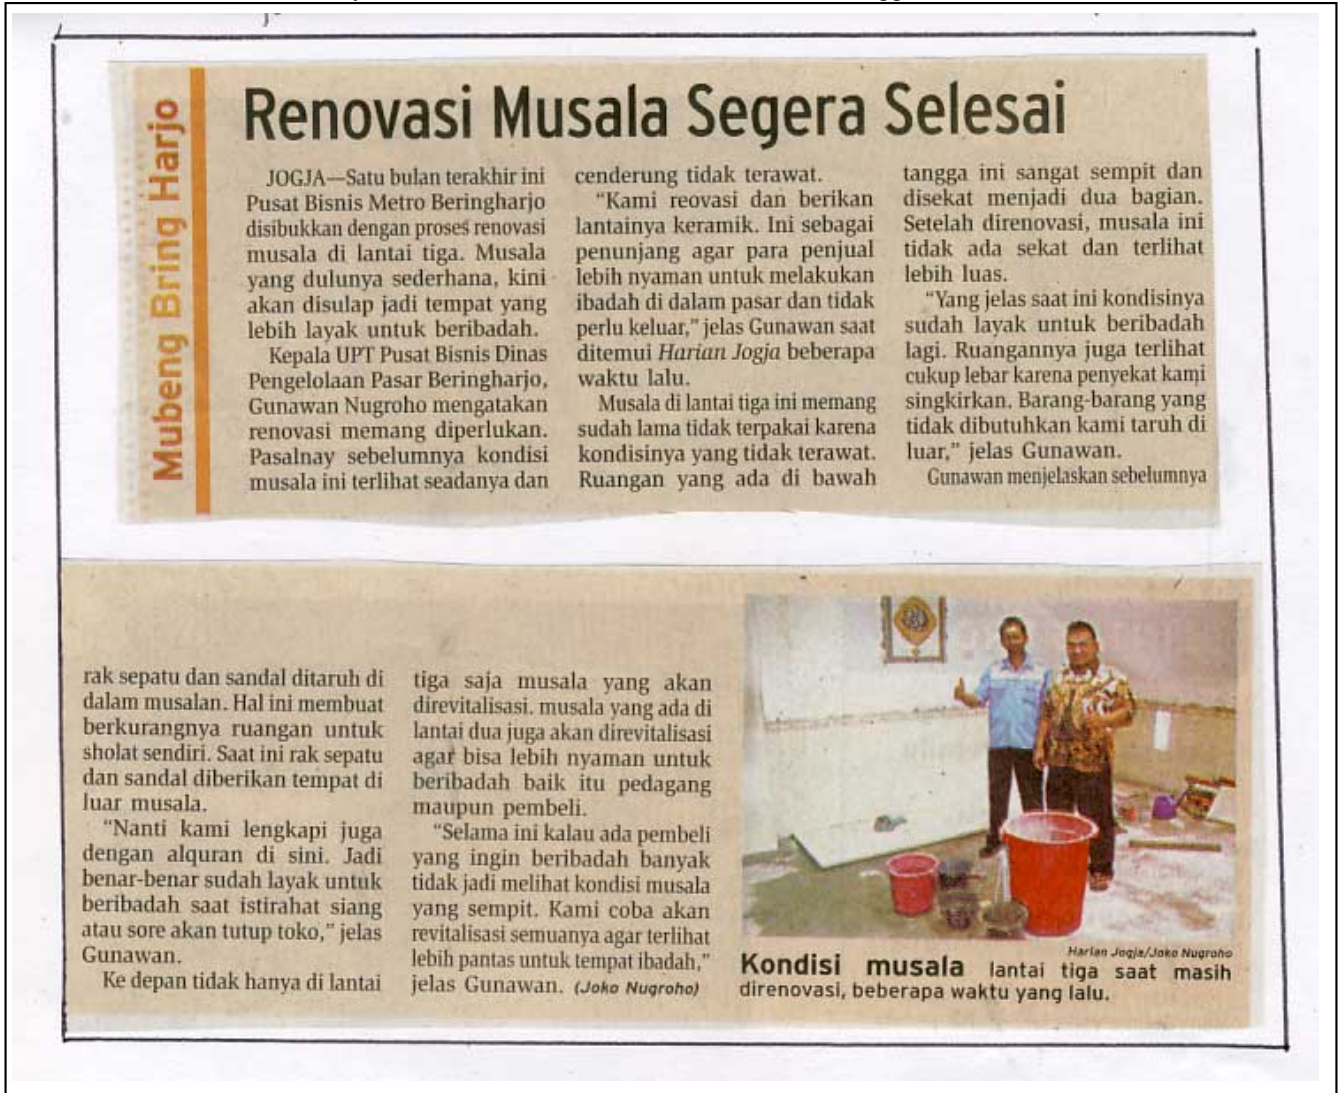 Mubeng Bring Harjo
Renovasi Musala Segera Selesai
JOGJA—Satu bulan terakhir ini
Pusat Bisnis Metro Beringharjo
disibukkan dengan proses renovasi
musala di lantai tiga. Musala
yang dulunya sederhana, kini
akan disulap jadi tempat yang
lebih layak untuk beribadah.
Kepala UPT Pusat Bisnis Dinas
Pengelolaan Pasar Beringharjo,
Gunawan Nugroho mengatakan
renovasi memang diperlukan.
Pasalnay sebelumnya kondisi
musala ini terlihat seadanya dan
cenderung tidak terawat.
"Kami reovasi dan berikan
lantainya keramik. Ini sebagai
penunjang agar para penjual
lebih nyaman untuk melakukan
ibadah di dalam pasar dan tidak
perlu keluar," jelas Gunawan saat
ditemui Harian Jogja beberapa
waktu lalu.
Musala di lantai tiga ini memang
sudah lama tidak terpakai karena
kondisinya yang tidak terawat.
Ruangan yang ada di bawah
tangga ini sangat sempit dan
disekat menjadi dua bagian.
Setelah direnovasi, musala ini
tidak ada sekat dan terlihat
lebih luas.
"Yang jelas saat ini kondisinya
sudah layak untuk beribadah
lagi. Ruangannya juga terlihat
cukup lebar karena penyekat kami
singkirkan. Barang-barang yang
tidak dibutuhkan kami taruh di
luar," jelas Gunawan.
Gunawan menjelaskan sebelumnya
rak sepatu dan sandal ditaruh di
dalam musalan. Hal ini membuat
berkurangnya ruangan untuk
sholat sendiri. Saat ini rak sepatu
dan sandal diberikan tempat di
luar musala.
"Nanti kami lengkapi juga
dengan alquran di sini. Jadi
benar-benar sudah layak untuk
beribadah saat istirahat siang
atau sore akan tutup toko," jelas
Gunawan.
Ke depan tidak hanya di lantai
tiga saja musala yang akan
direvitalisasi. musala yang ada di
lantai dua juga akan direvitalisasi
agar bisa lebih nyaman untuk
beribadah baik itu pedagang
maupun pembeli.
"Selama ini kalau ada pembeli
yang ingin beribadah banyak
tidak jadi melihat kondisi musala
yang sempit. Kami coba akan
revitalisasi semuanya agar terlihat
lebih pantas untuk tempat ibadah,"
jelas Gunawan. (Joko Nugroho)
Harian Jogja/Joko Nugroho
Kondisi musala lantai tiga saat masih
direnovasi, beberapa waktu yang lalu.